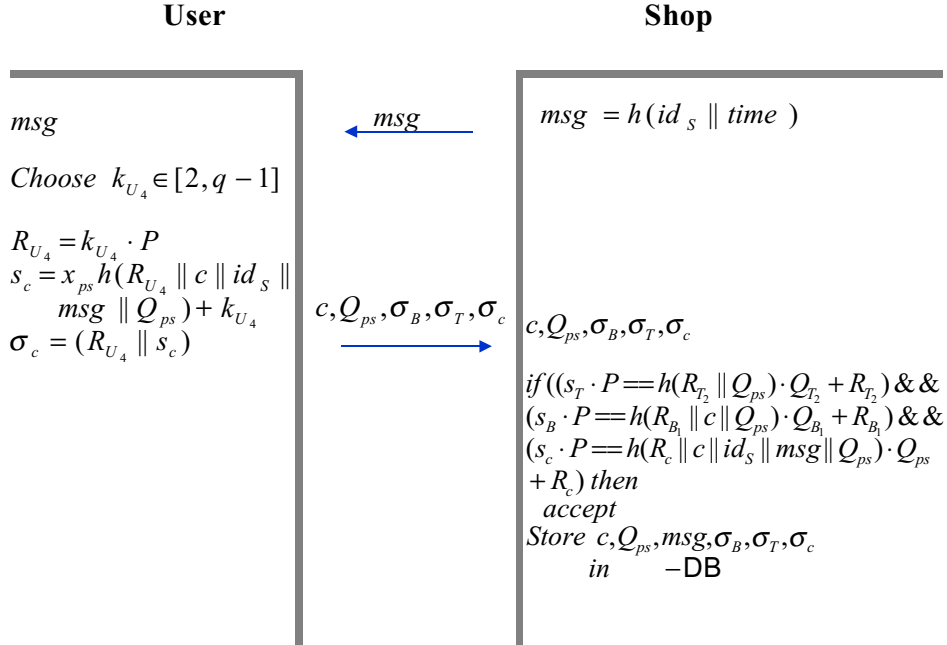 User
Shop
msg
msg = h(id_S || time )
msg
Choose k_{U_4} ∈ [2, q − 1]
R_{U_4} = k_{U_4} · P
s_c = x_{ps} h(R_{U_4} || c || id_S ||
msg || Q_{ps}) + k_{U_4}
σ_c = (R_{U_4} || s_c)
c, Q_{ps}, σ_B, σ_T, σ_c
c, Q_{ps}, σ_B, σ_T, σ_c
if((s_T · P == h(R_{T_2} || Q_{ps}) · Q_{T_2} + R_{T_2}) & &
(s_B · P == h(R_{B_1} || c || Q_{ps}) · Q_{B_1} + R_{B_1}) & &
(s_c · P == h(R_c || c || id_S || msg || Q_{ps}) · Q_{ps}
+ R_c) then
accept
Store c, Q_{ps}, msg, σ_B, σ_T, σ_c
in −DB